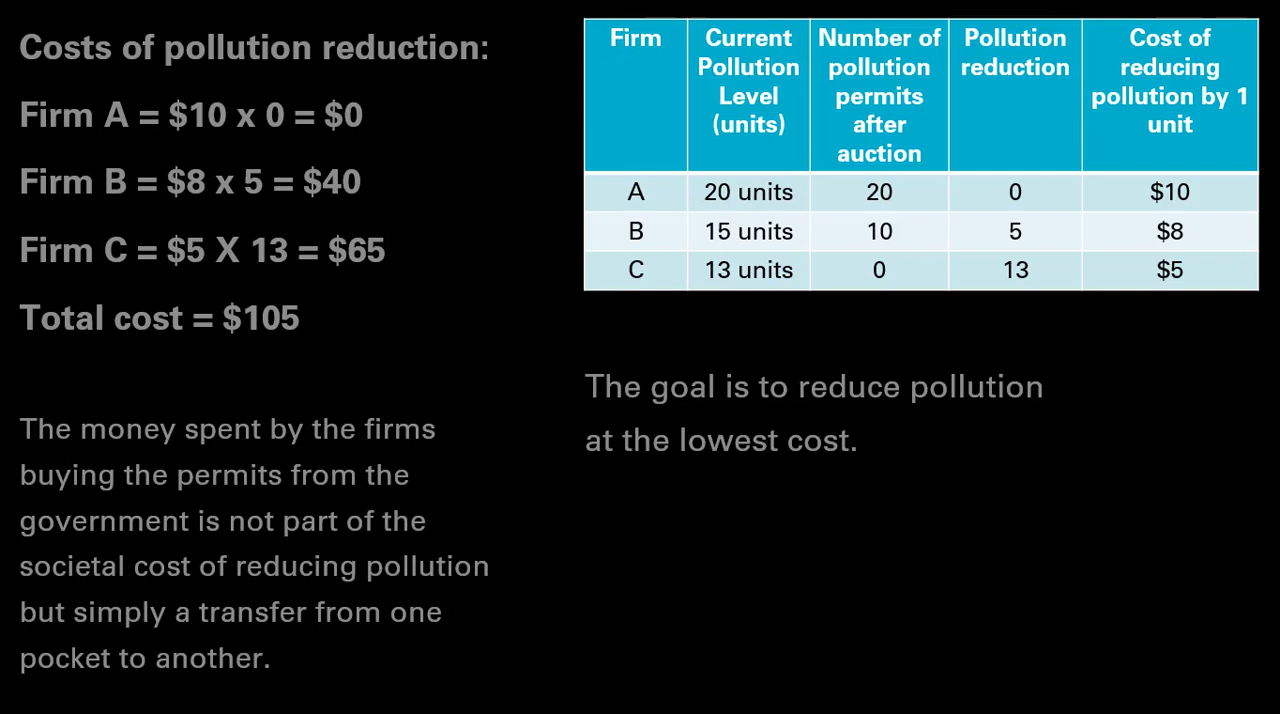 Costs of pollution reduction:
Firm A = $10 x 0 = $0
Firm B = $8 x 5 = $40
Firm C = $5 X 13 = $65
Total cost = $105
The money spent by the firms
buying the permits from the
government is not part of the
societal cost of reducing pollution
but simply a transfer from one
pocket to another.
Firm
Current
Pollution
Level
(units)
Number of
pollution
permits
after
auction
Pollution
reduction
Cost of
reducing
pollution by 1
unit
A 20 units 20 0 $10
B 15 units 10 5 $8
C 13 units 0 13 $5
The goal is to reduce pollution
at the lowest cost.